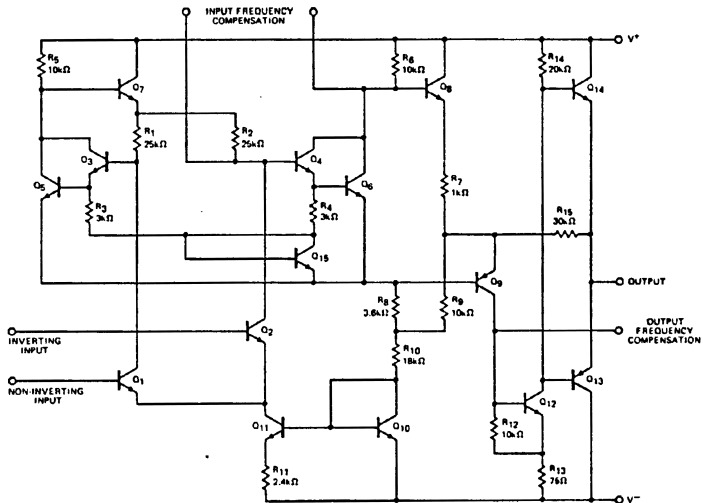 INPUT FREQUENCY
COMPENSATION
V+
R5
10kΩ
Q7
R6
10kΩ
Q8
R14
20kΩ
Q14
R1
25kΩ
R2
25kΩ
Q3
Q4
Q5
Q6
R3
3kΩ
R4
3kΩ
R7
1kΩ
R15
30kΩ
Q15
Q9
OUTPUT
R8
3.6kΩ
R9
10kΩ
INVERTING
INPUT
Q2
OUTPUT
FREQUENCY
COMPENSATION
R10
18kΩ
NON-INVERTING
INPUT
Q1
Q13
Q12
Q11
Q10
R12
10kΩ
R11
2.4kΩ
R13
75Ω
V−